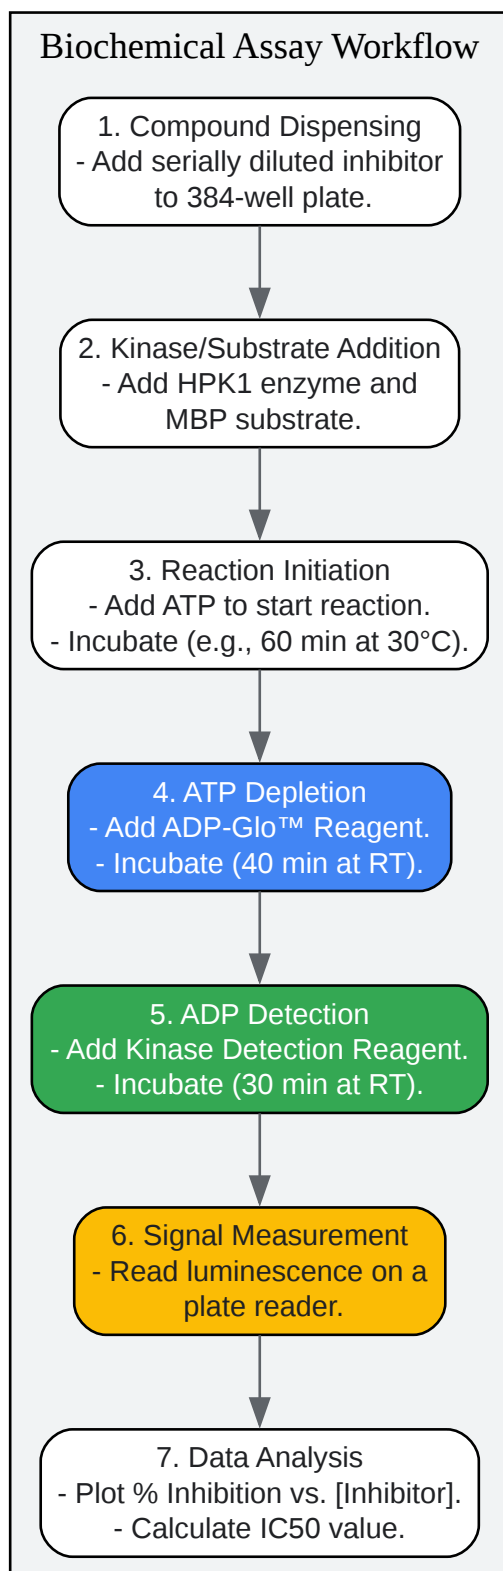 Biochemical Assay Workflow
1. Compound Dispensing
- Add serially diluted inhibitor
to 384-well plate.
2. Kinase/Substrate Addition
- Add HPK1 enzyme and
MBP substrate.
3. Reaction Initiation
- Add ATP to start reaction.
- Incubate (e.g., 60 min at 30°C).
4. ATP Depletion
- Add ADP-Glo™ Reagent.
- Incubate (40 min at RT).
5. ADP Detection
- Add Kinase Detection Reagent.
- Incubate (30 min at RT).
6. Signal Measurement
- Read luminescence on a
plate reader.
7. Data Analysis
- Plot % Inhibition vs. [Inhibitor].
- Calculate IC50 value.